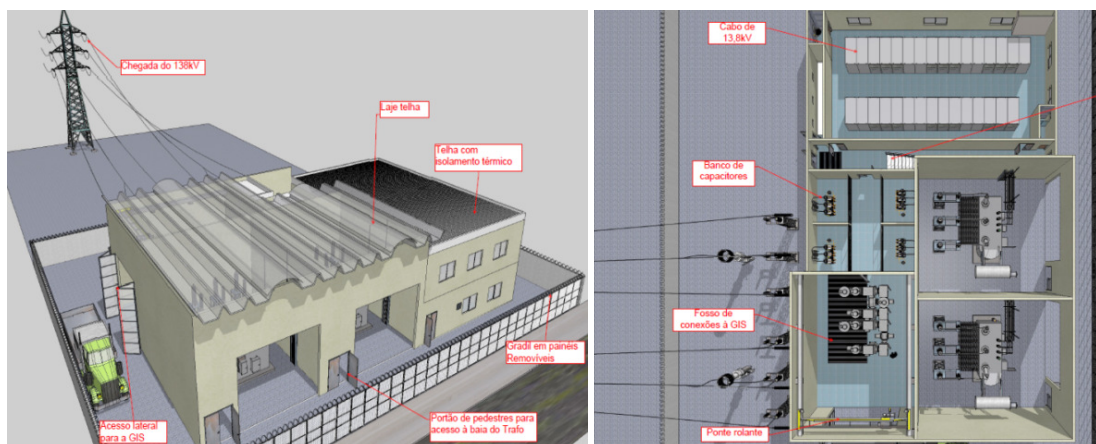 Chegada do 138kV
Laje telha
Telha com
isolamento térmico
Gradil em painéis
Removíveis
Portão de pedestres para
acesso à baia do Trafo
Acesso lateral
para a GIS
Cabo de
13,8kV
Banco de
capacitores
Fosso de
conexões à GIS
Ponte rolante